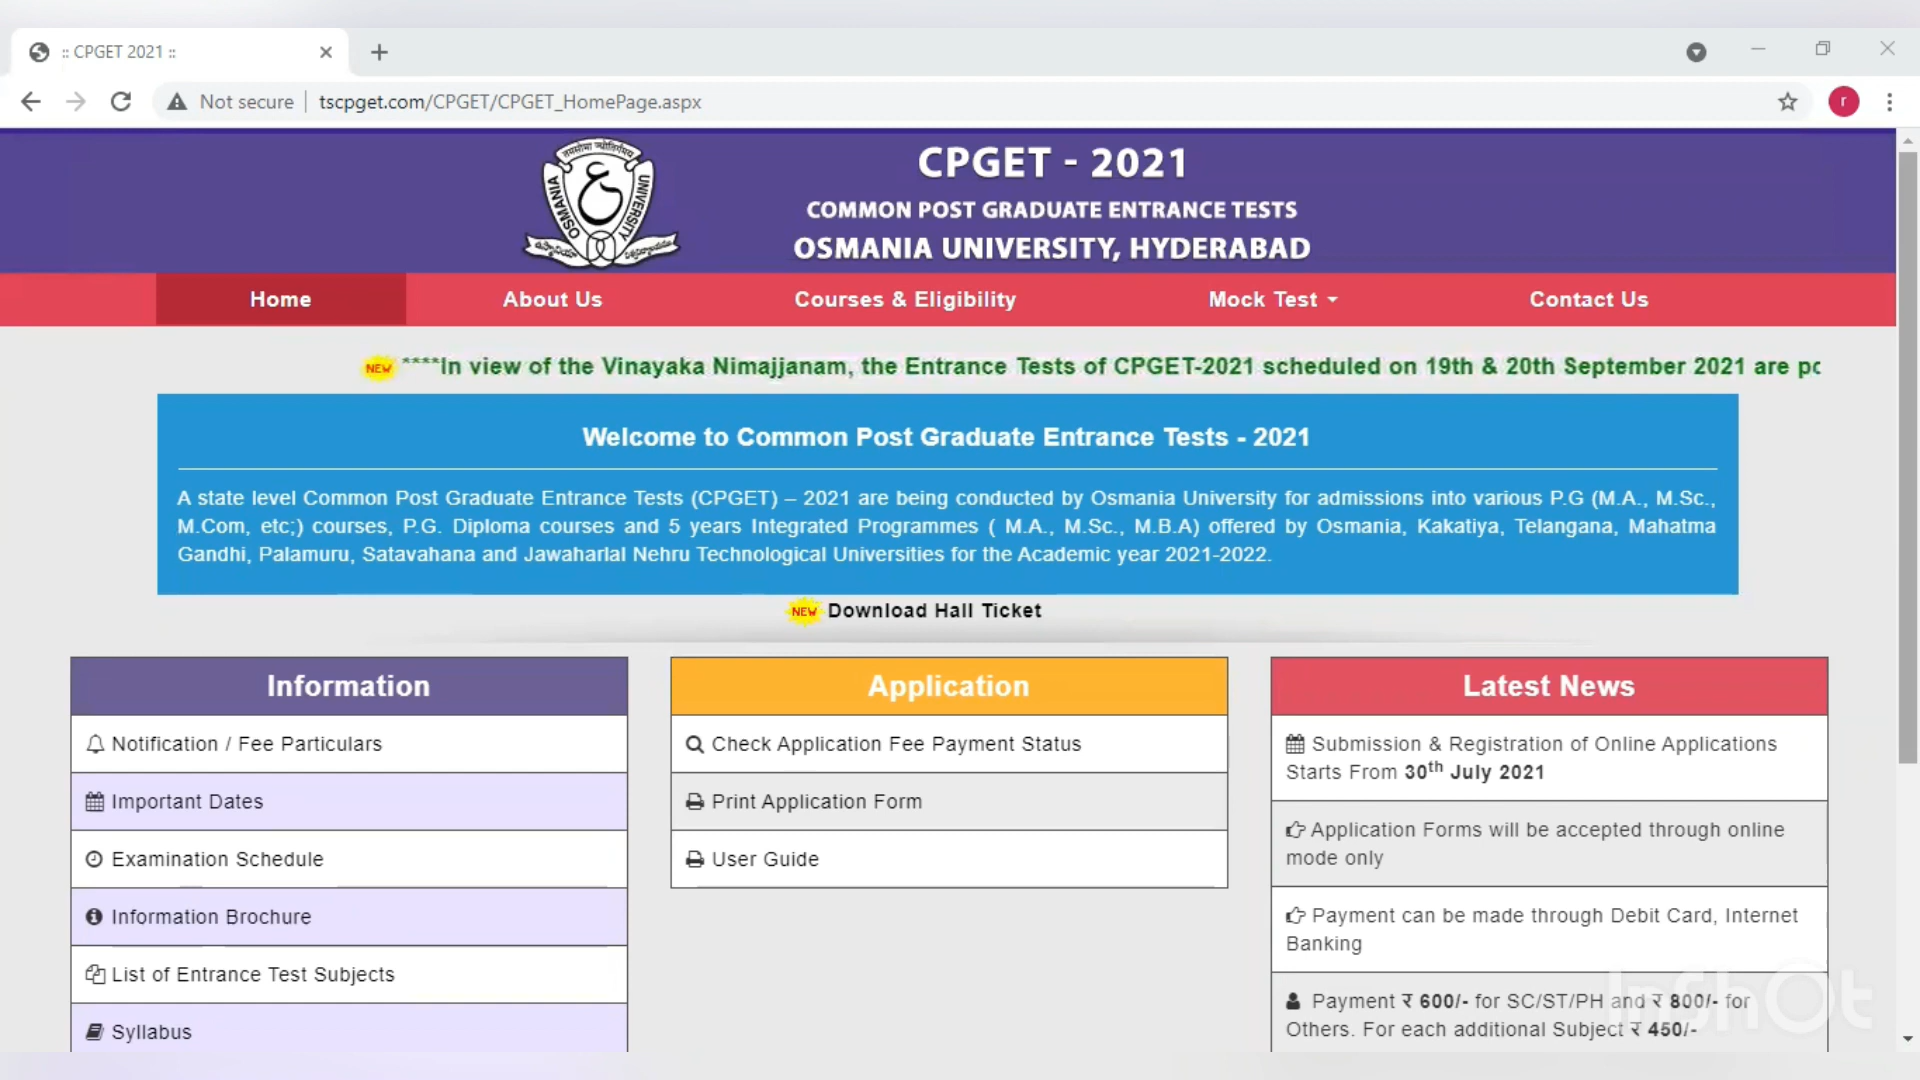 :: CPGET 2021 ::
Not secure
tscpget.com/CPGET/CPGET_HomePage.aspx
r
OSMANIA UNIVERSITY
CPGET - 2021
COMMON POST GRADUATE ENTRANCE TESTS
OSMANIA UNIVERSITY, HYDERABAD
Home
About Us
Courses & Eligibility
Mock Test
Contact Us
NEW ****In view of the Vinayaka Nimajjanam, the Entrance Tests of CPGET-2021 scheduled on 19th & 20th September 2021 are po
Welcome to Common Post Graduate Entrance Tests - 2021
A state level Common Post Graduate Entrance Tests (CPGET) – 2021 are being conducted by Osmania University for admissions into various P.G (M.A., M.Sc.,
M.Com, etc;) courses, P.G. Diploma courses and 5 years Integrated Programmes ( M.A., M.Sc., M.B.A) offered by Osmania, Kakatiya, Telangana, Mahatma
Gandhi, Palamuru, Satavahana and Jawaharlal Nehru Technological Universities for the Academic year 2021-2022.
NEW Download Hall Ticket
Information
Notification / Fee Particulars
Important Dates
Examination Schedule
Information Brochure
List of Entrance Test Subjects
Syllabus
Application
Check Application Fee Payment Status
Print Application Form
User Guide
Latest News
Submission & Registration of Online Applications
Starts From 30th July 2021
Application Forms will be accepted through online
mode only
Payment can be made through Debit Card, Internet
Banking
Payment ₹ 600/- for SC/ST/PH and ₹ 800/- for
Others. For each additional Subject ₹ 450/-
InShOt